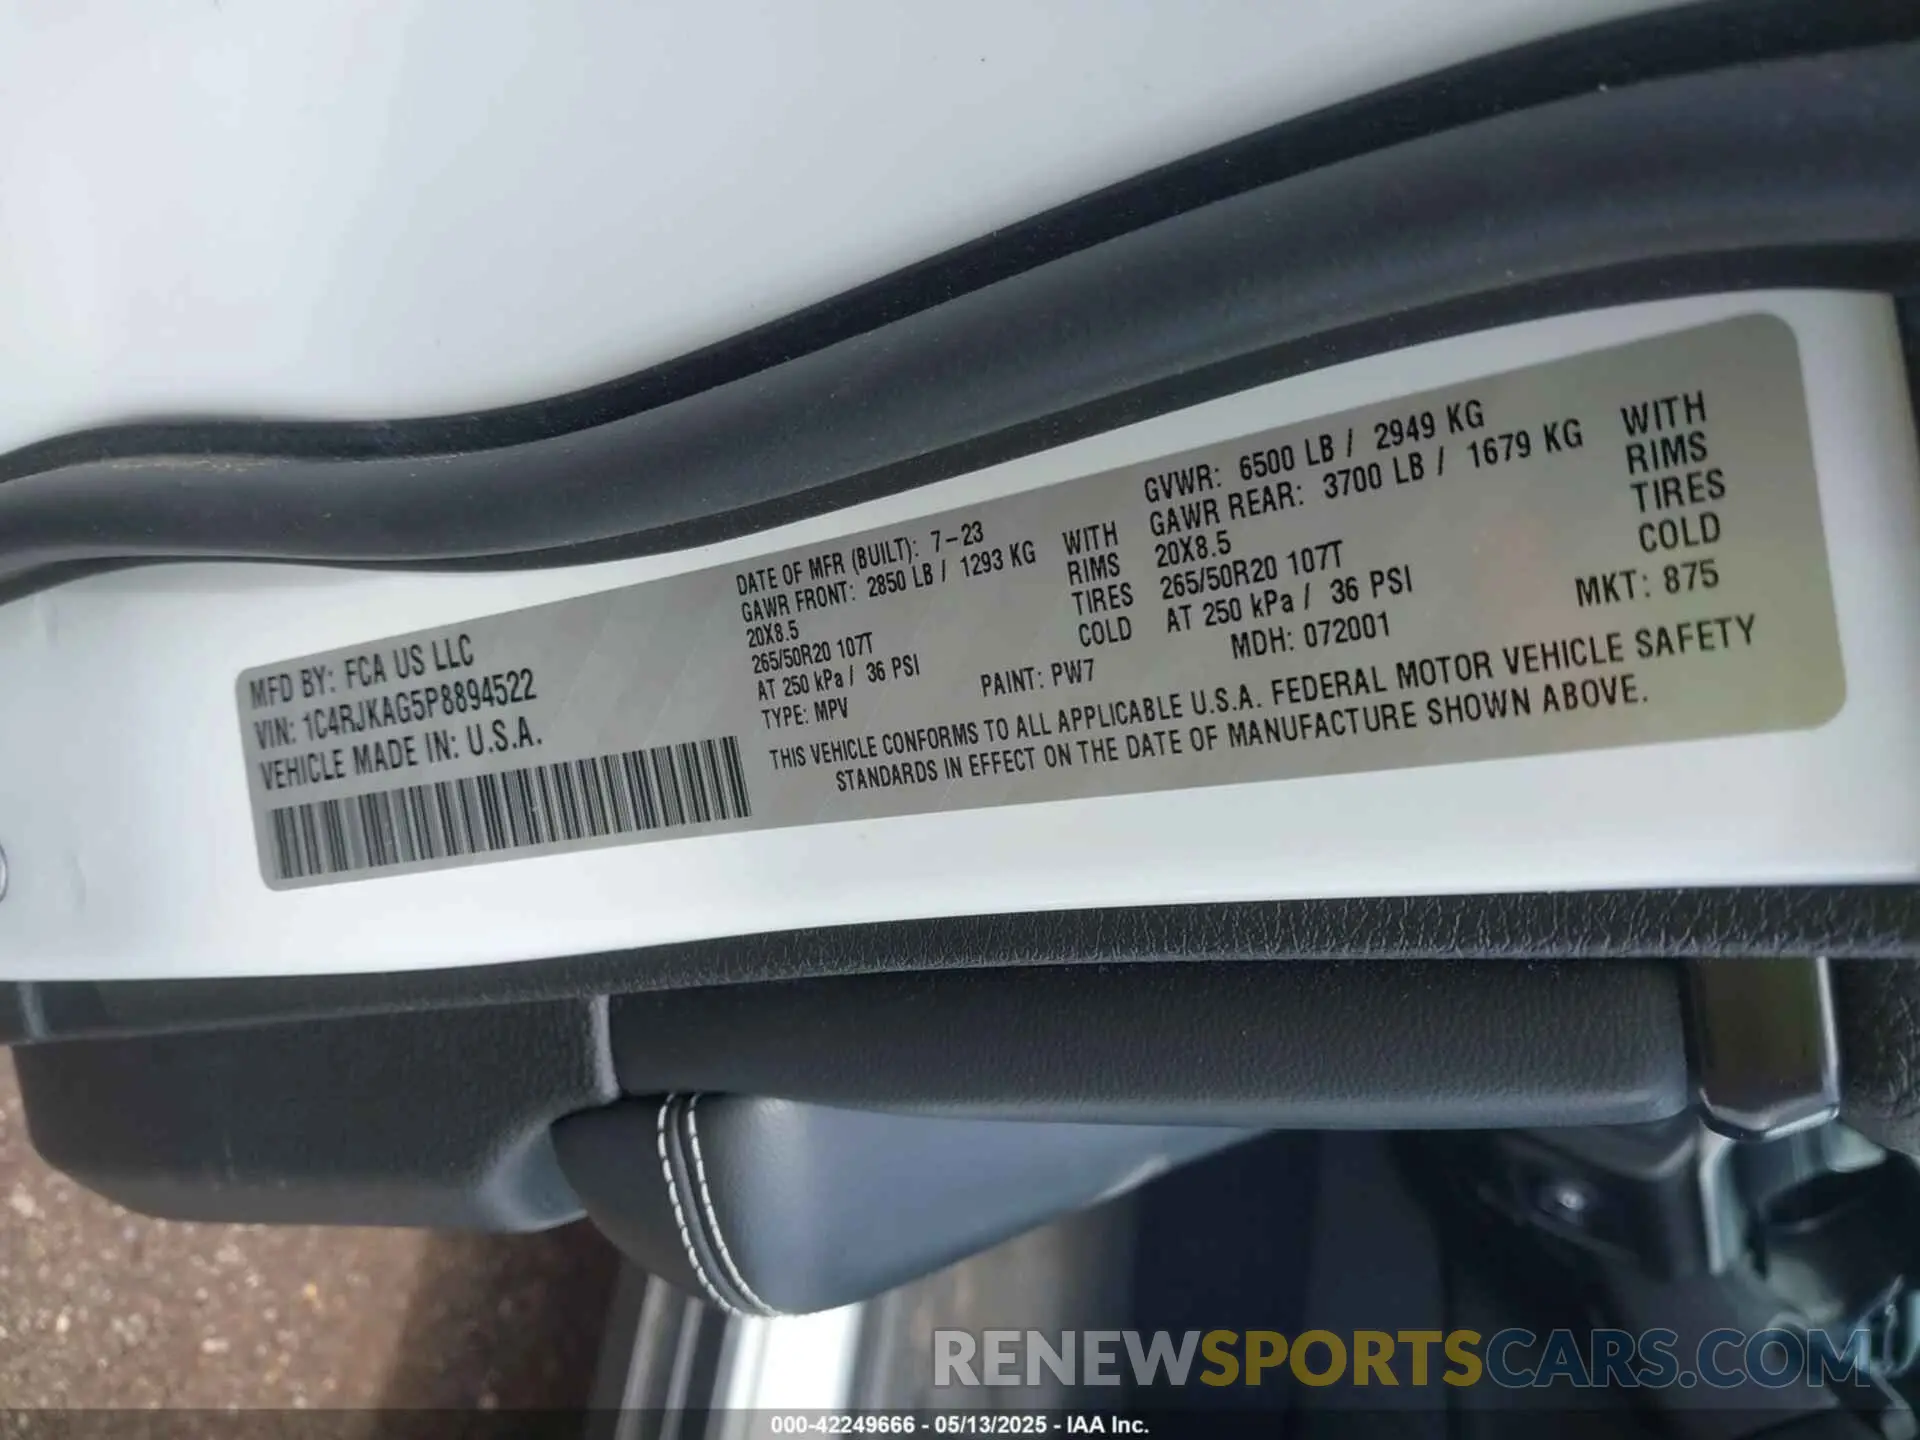 MFD BY: FCA US LLC
VIN: 1C4RJKAG5P8894522
VEHICLE MADE IN: U.S.A.
DATE OF MFR (BUILT): 7-23
GAWR FRONT: 2850 LB / 1293 KG WITH
20X8.5 RIMS
265/50R20 107T TIRES
AT 250 kPa / 36 PSI COLD
TYPE: MPV
PAINT: PW7
GVWR: 6500 LB / 2949 KG
GAWR REAR: 3700 LB / 1679 KG WITH
20X8.5 RIMS
265/50R20 107T TIRES
AT 250 kPa / 36 PSI COLD
MDH: 072001 MKT: 875
THIS VEHICLE CONFORMS TO ALL APPLICABLE U.S.A. FEDERAL MOTOR VEHICLE SAFETY
STANDARDS IN EFFECT ON THE DATE OF MANUFACTURE SHOWN ABOVE.
RENEWSPORTSCARS.COM
000-42249666 - 05/13/2025 - IAA Inc.